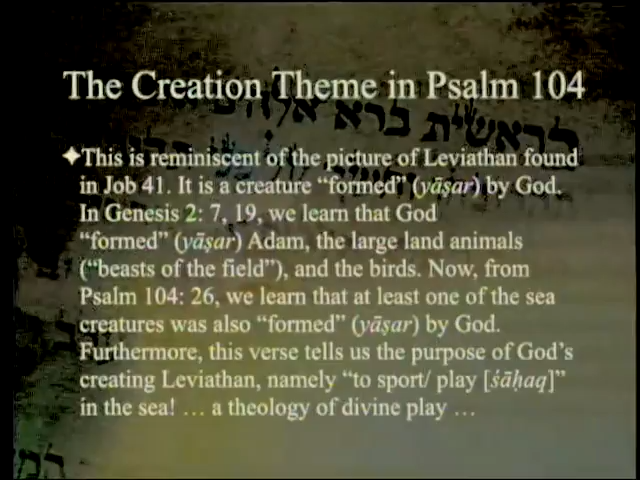 The Creation Theme in Psalm 104
בראשית ברא אלהים
✦This is reminiscent of the picture of Leviathan found
in Job 41. It is a creature “formed” (yāṣar) by God.
In Genesis 2: 7, 19, we learn that God
“formed” (yāṣar) Adam, the large land animals
(“beasts of the field”), and the birds. Now, from
Psalm 104: 26, we learn that at least one of the sea
creatures was also “formed” (yāṣar) by God.
Furthermore, this verse tells us the purpose of God’s
creating Leviathan, namely “to sport/ play [śāḥaq]”
in the sea! … a theology of divine play …